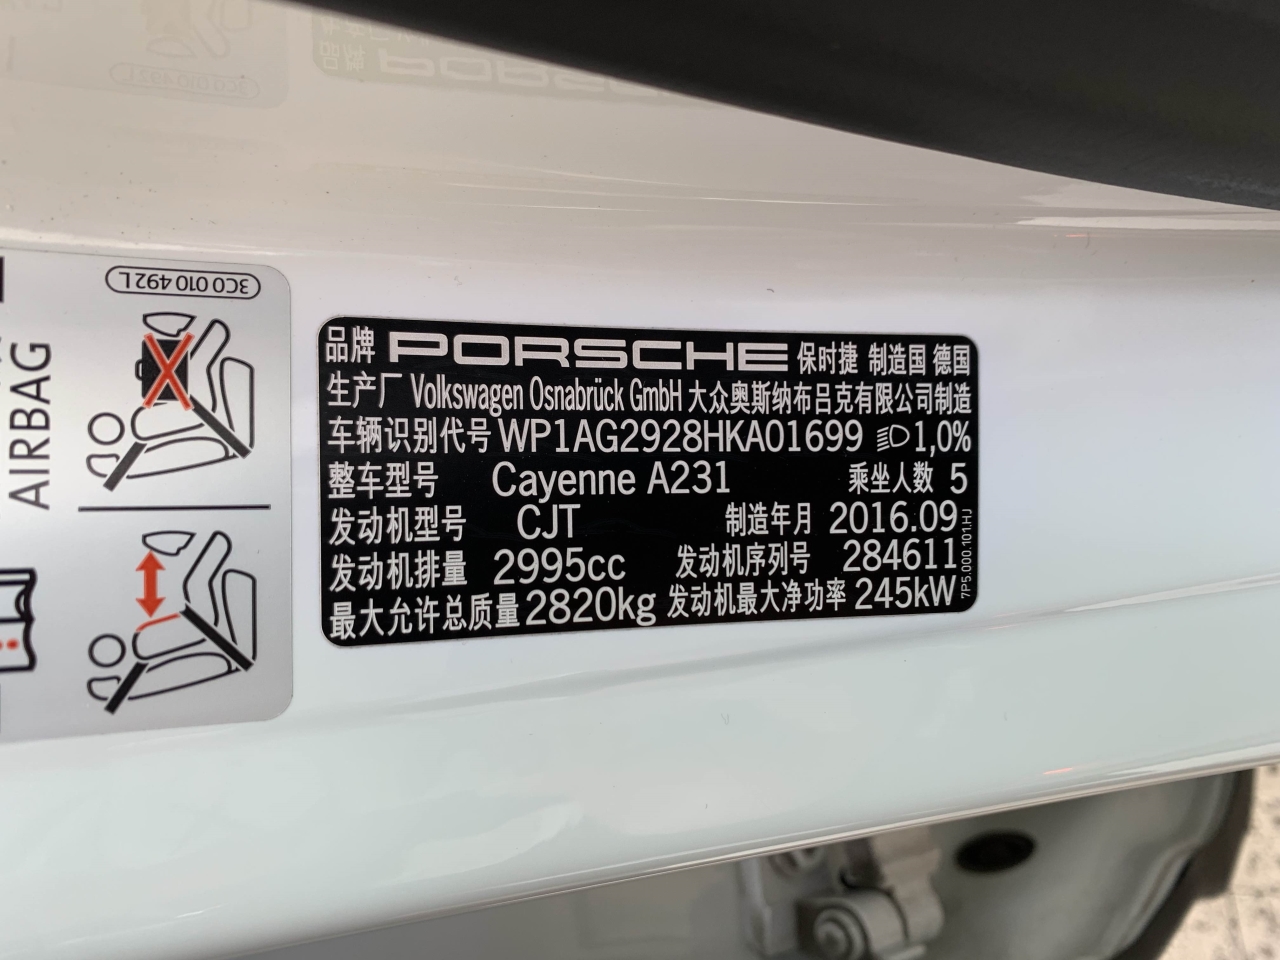 3C0 010 492 L
AIRBAG
品牌 PORSCHE 保时捷 制造国 德国
生产厂 Volkswagen Osnabrück GmbH 大众奥斯纳布吕克有限公司制造
车辆识别代号 WP1AG2928HKA01699 1,0%
整车型号 Cayenne A231 乘坐人数 5
发动机型号 CJT 制造年月 2016.09
发动机排量 2995cc 发动机序列号 284611
最大允许总质量 2820kg 发动机最大净功率 245kW
7P5.000.101.HJ